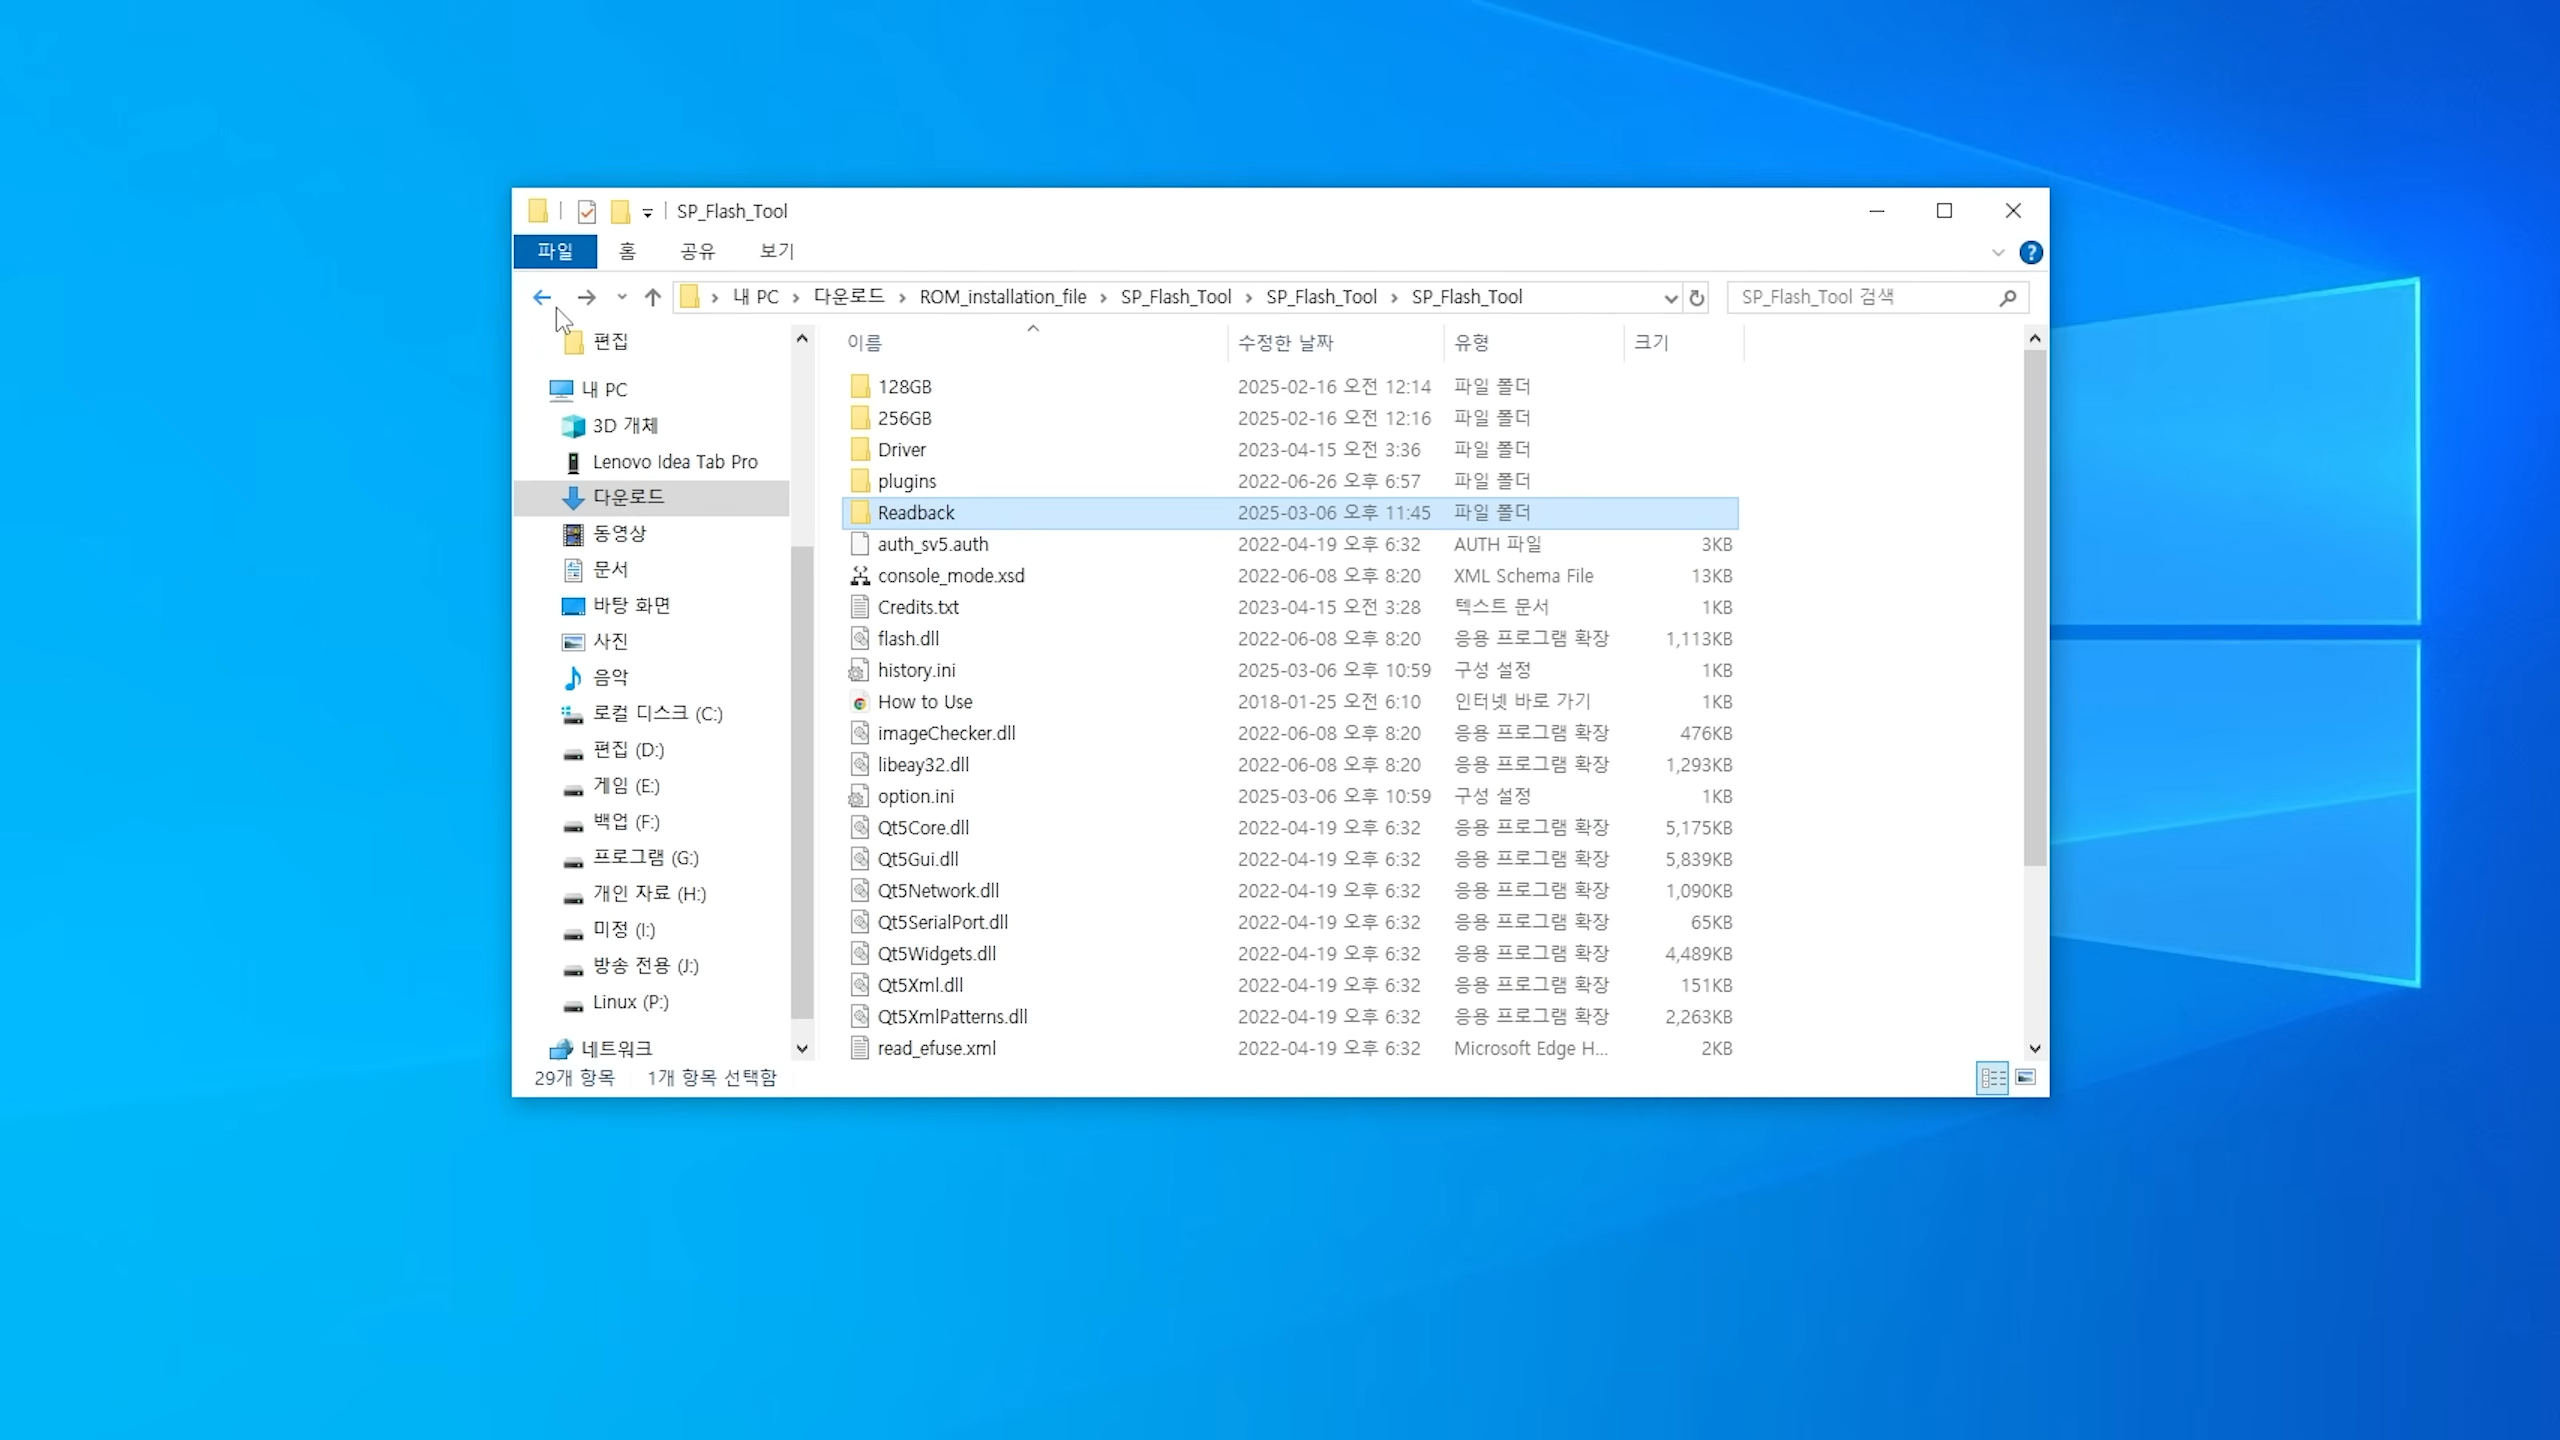 SP_Flash_Tool
파일 홈 공유 보기
내 PC 다운로드 ROM_installation_file SP_Flash_Tool SP_Flash_Tool SP_Flash_Tool SP_Flash_Tool 검색
편집
내 PC
3D 개체
Lenovo Idea Tab Pro
다운로드
동영상
문서
바탕 화면
사진
음악
로컬 디스크 (C:)
편집 (D:)
게임 (E:)
백업 (F:)
프로그램 (G:)
개인 자료 (H:)
미정 (I:)
방송 전용 (J:)
Linux (P:)
네트워크
이름 수정한 날짜 유형 크기
128GB 2025-02-16 오전 12:14 파일 폴더
256GB 2025-02-16 오전 12:16 파일 폴더
Driver 2023-04-15 오전 3:36 파일 폴더
plugins 2022-06-26 오후 6:57 파일 폴더
Readback 2025-03-06 오후 11:45 파일 폴더
auth_sv5.auth 2022-04-19 오후 6:32 AUTH 파일 3KB
console_mode.xsd 2022-06-08 오후 8:20 XML Schema File 13KB
Credits.txt 2023-04-15 오전 3:28 텍스트 문서 1KB
flash.dll 2022-06-08 오후 8:20 응용 프로그램 확장 1,113KB
history.ini 2025-03-06 오후 10:59 구성 설정 1KB
How to Use 2018-01-25 오전 6:10 인터넷 바로 가기 1KB
imageChecker.dll 2022-06-08 오후 8:20 응용 프로그램 확장 476KB
libeay32.dll 2022-06-08 오후 8:20 응용 프로그램 확장 1,293KB
option.ini 2025-03-06 오후 10:59 구성 설정 1KB
Qt5Core.dll 2022-04-19 오후 6:32 응용 프로그램 확장 5,175KB
Qt5Gui.dll 2022-04-19 오후 6:32 응용 프로그램 확장 5,839KB
Qt5Network.dll 2022-04-19 오후 6:32 응용 프로그램 확장 1,090KB
Qt5SerialPort.dll 2022-04-19 오후 6:32 응용 프로그램 확장 65KB
Qt5Widgets.dll 2022-04-19 오후 6:32 응용 프로그램 확장 4,489KB
Qt5Xml.dll 2022-04-19 오후 6:32 응용 프로그램 확장 151KB
Qt5XmlPatterns.dll 2022-04-19 오후 6:32 응용 프로그램 확장 2,263KB
read_efuse.xml 2022-04-19 오후 6:32 Microsoft Edge H... 2KB
29개 항목 1개 항목 선택함